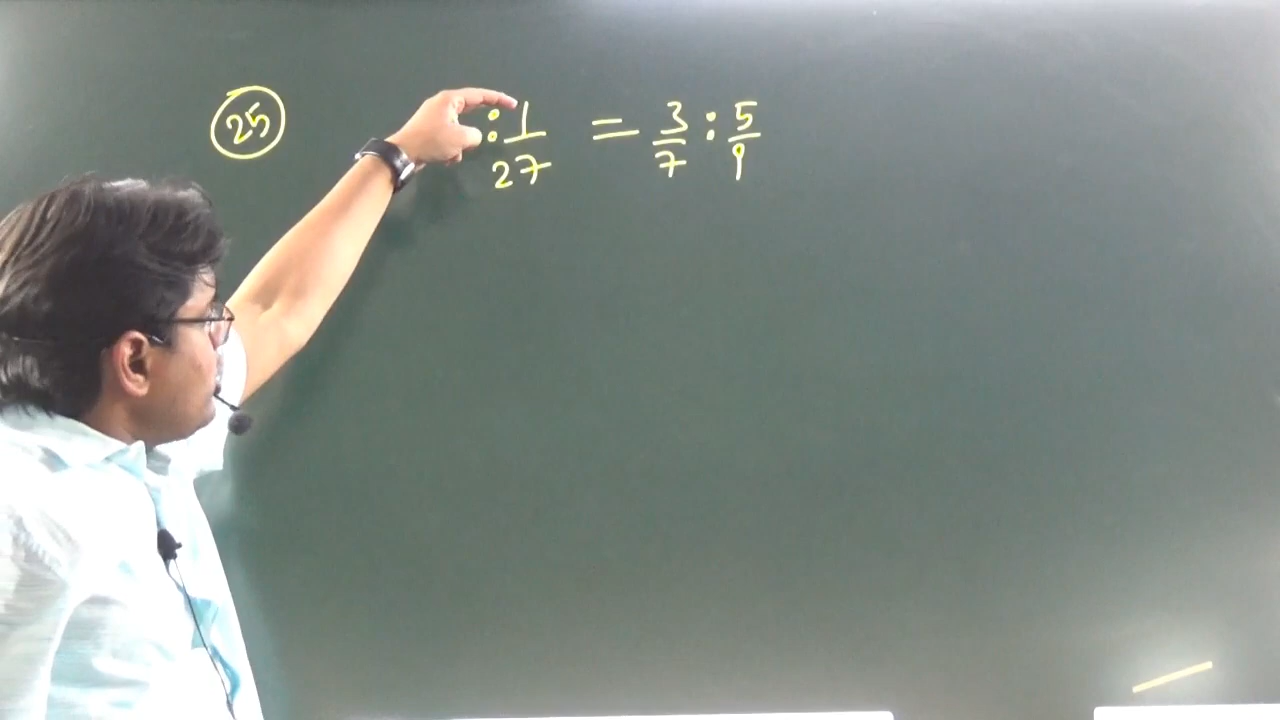 25 : 1/27 = 3/7 : 5/9